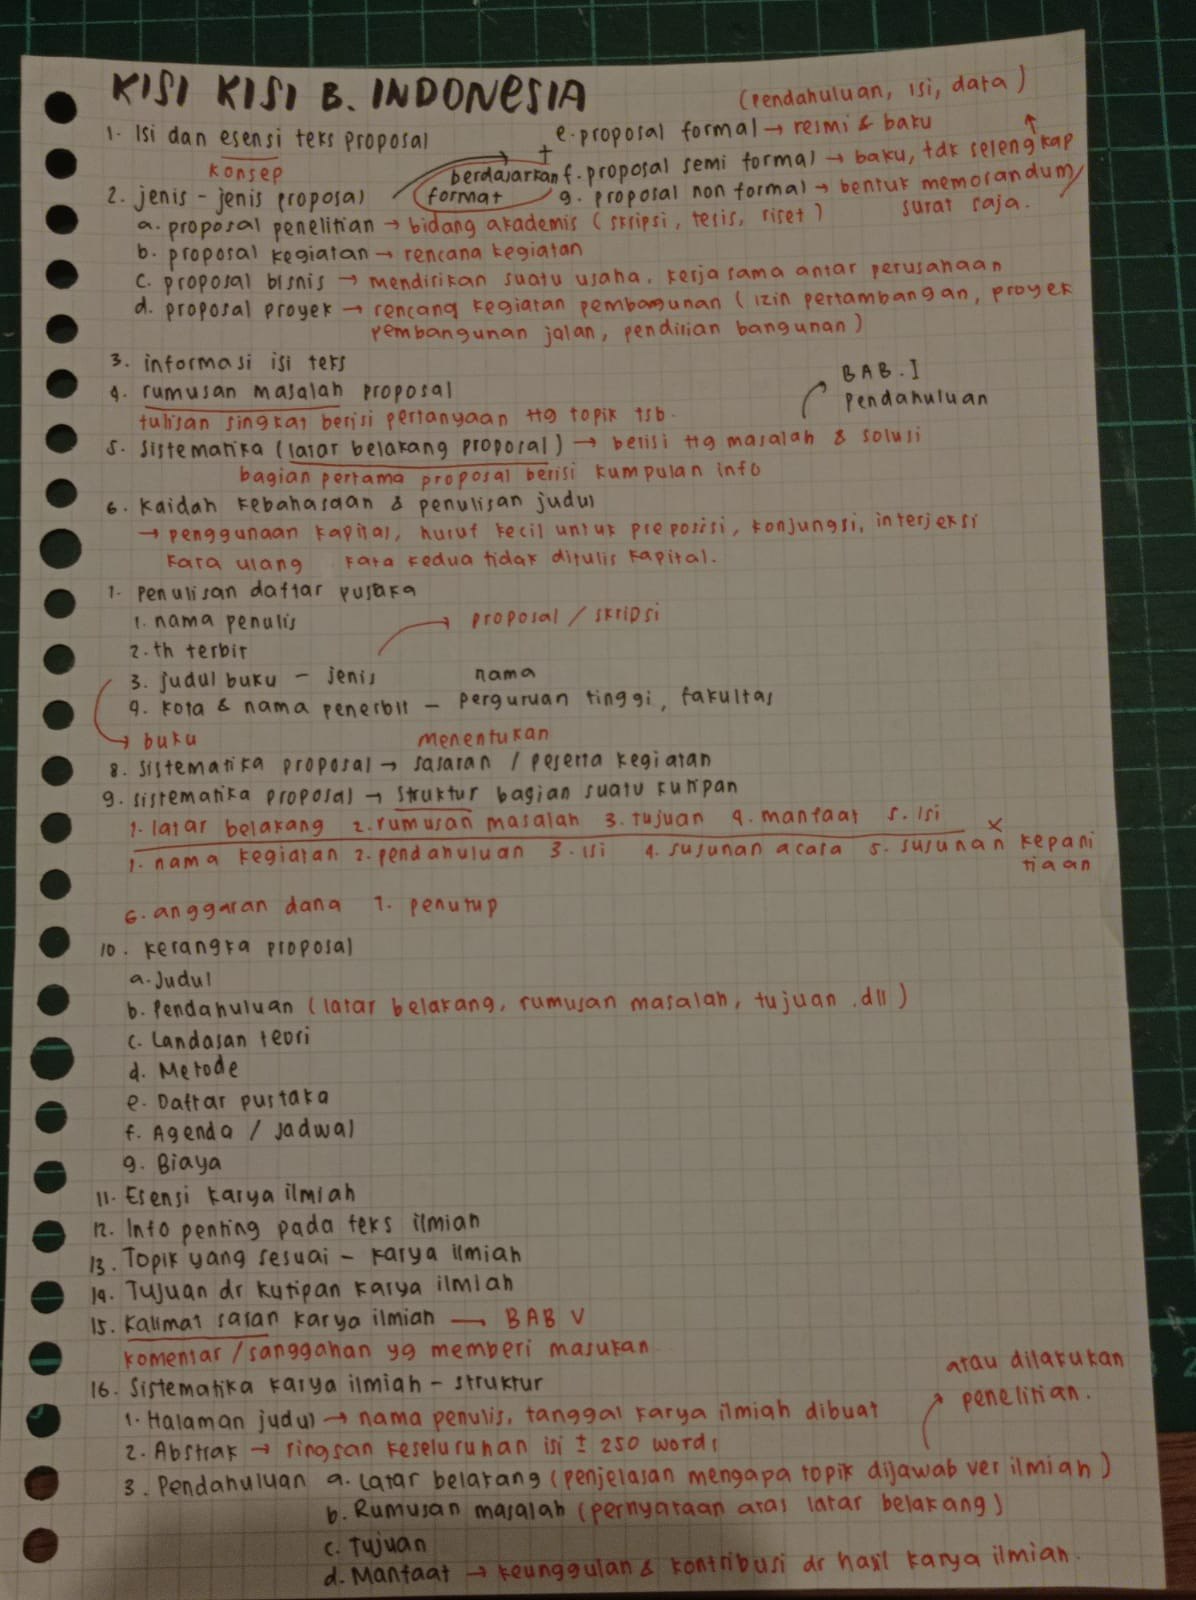 KISI KISI B. INDONESIA
(Pendahuluan, isi, data)
1. Isi dan esensi teks proposal
e. proposal formal → resmi & baku
konsep
berdasarkan format
+
f. proposal semi formal → baku, tdk selengkap
2. jenis - jenis proposal
g. proposal non formal → bentuk memorandum/
surat saja.
a. proposal penelitian → bidang akademis (skripsi, tesis, riset)
b. proposal kegiatan → rencana kegiatan
c. proposal bisnis → mendirikan suatu usaha, kerja sama antar perusahaan
d. proposal proyek → rencana kegiatan pembangunan (izin pertambangan, proyek
pembangunan jalan, pendirian bangunan)
3. informasi isi teks
4. rumusan masalah proposal
tulisan singkat berisi pertanyaan ttg topik tsb.
BAB. I
Pendahuluan
5. Sistematika (latar belakang proposal) → berisi ttg masalah & solusi
bagian pertama proposal berisi kumpulan info
6. Kaidah kebahasaan & penulisan judul
→ penggunaan kapital, huruf kecil untuk preposisi, konjungsi, interjeksi
kata ulang kata kedua tidak ditulis kapital.
7. Penulisan daftar pustaka
1. nama penulis
→ proposal / skripsi
2. th terbit
3. judul buku - jenis
nama
4. kota & nama penerbit - perguruan tinggi, fakultas
→ buku
menentukan
8. Sistematika proposal → sasaran / peserta kegiatan
9. sistematika proposal → struktur bagian suatu kutipan
1. latar belakang 2. rumusan masalah 3. tujuan 4. manfaat 5. Isi
1. nama kegiatan 2. pendahuluan 3. isi 4. susunan acara 5. susunan x kepani
tiaan
6. anggaran dana 7. penutup
10. Kerangka proposal
a. Judul
b. Pendahuluan (latar belakang, rumusan masalah, tujuan, dll)
c. Landasan teori
d. Metode
e. Daftar pustaka
f. Agenda / Jadwal
g. Biaya
11. Esensi karya ilmiah
12. Info penting pada teks ilmiah
13. Topik yang sesuai - karya ilmiah
14. Tujuan dr kutipan karya ilmiah
15. Kalimat saran karya ilmiah → BAB V
komentar / sanggahan yg memberi masukan
16. Sistematika karya ilmiah - struktur
atau dilakukan
penelitian.
1. Halaman judul → nama penulis, tanggal karya ilmiah dibuat
2. Abstrak → ringsan keseluruhan isi ± 250 words
3. Pendahuluan a. Latar belakang (penjelasan mengapa topik dijawab ver ilmiah)
b. Rumusan masalah (pernyataan atas latar belakang)
c. Tujuan
d. Manfaat → keunggulan & kontribusi dr hasil karya ilmiah.